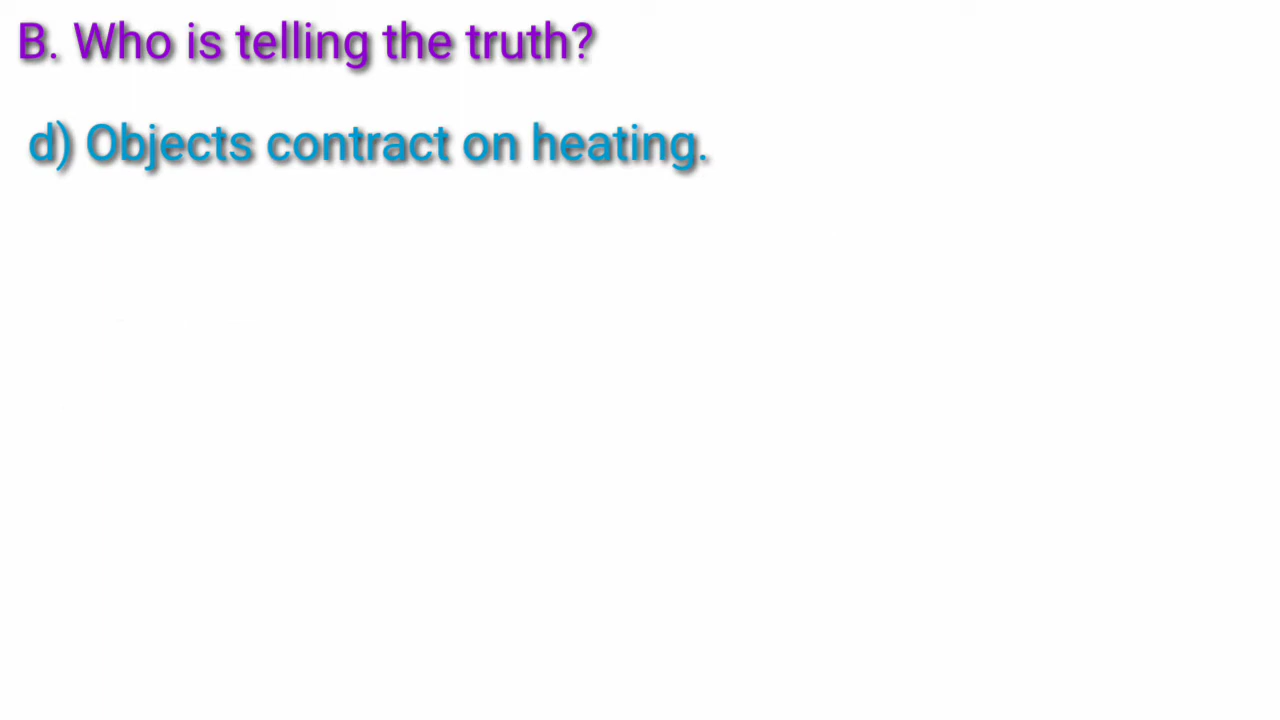 B. Who is telling the truth?
d) Objects contract on heating.